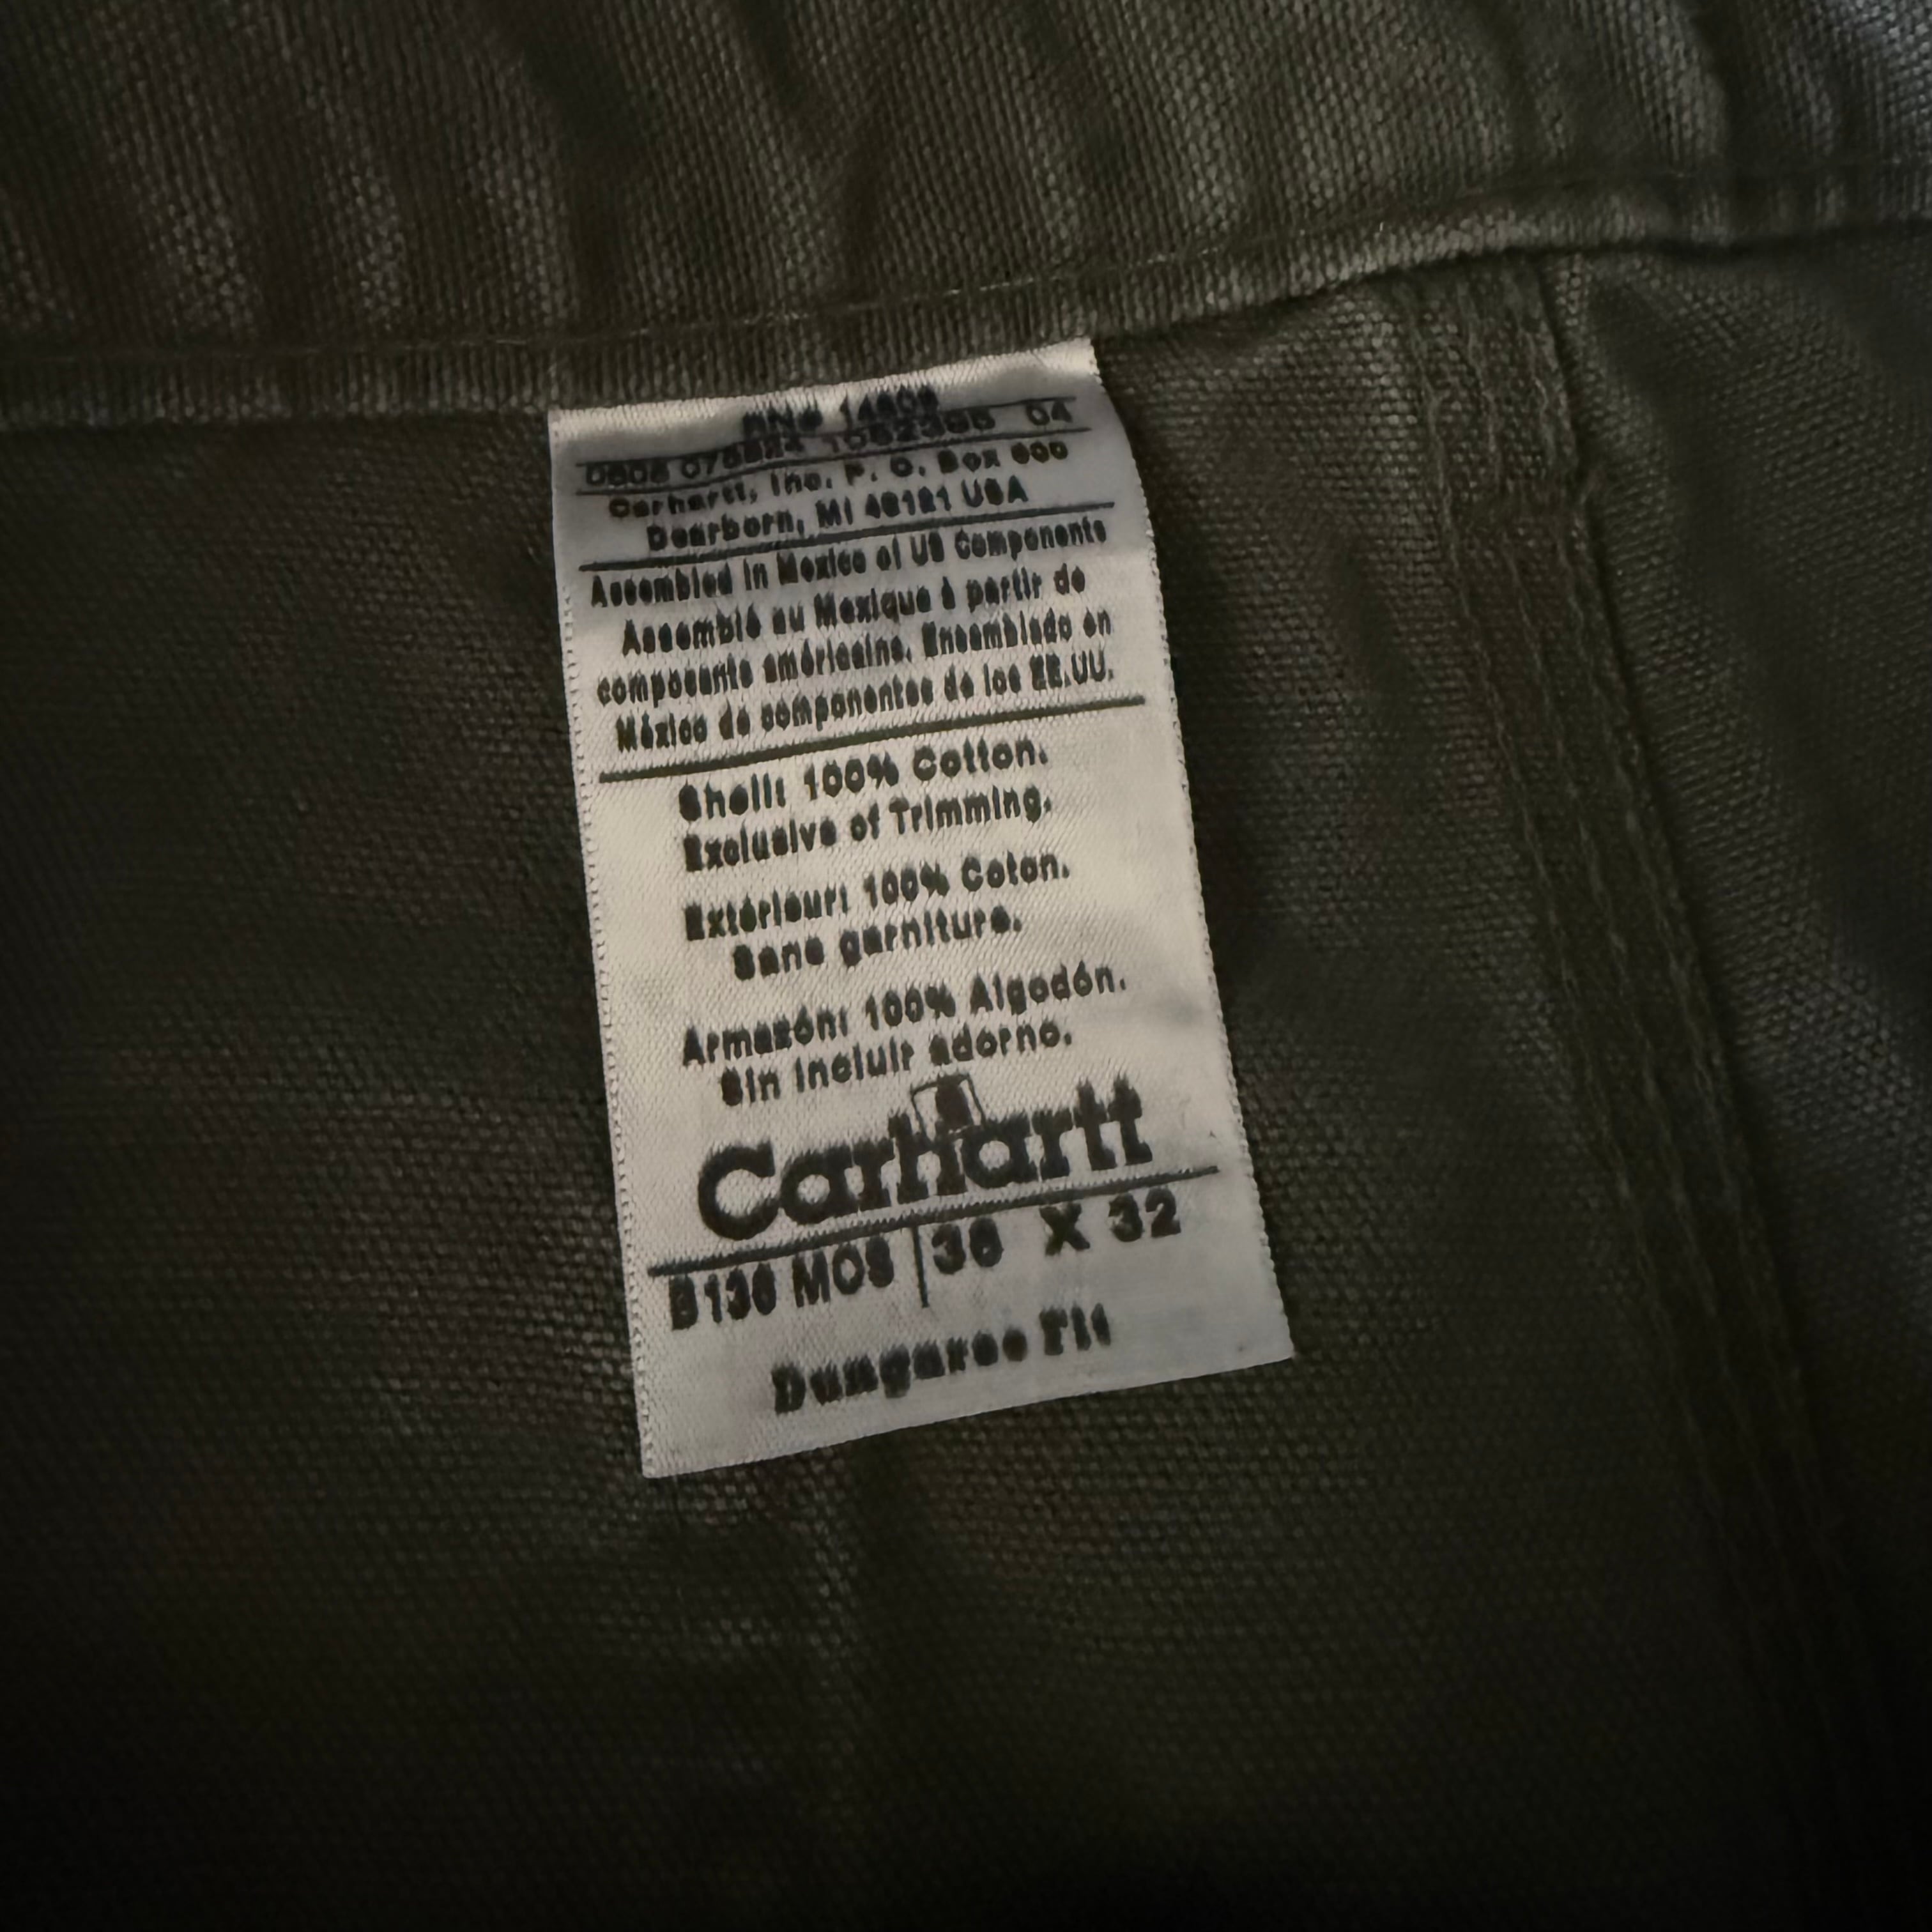 RN# 14806
04
Carhartt, Inc. P. O. Box 600
Dearborn, MI 48121 USA
Assembled in Mexico of US Components
Assemblé au Mexique à partir de
composants américains. Ensamblado en
México de componentes de los EE.UU.
Shell: 100% Cotton.
Exclusive of Trimming.
Extérieur: 100% Coton.
Sans garniture.
Armazón: 100% Algodón.
Sin incluir adorno.
Carhartt
B136 MOS 36 X 32
Dungaree Fit